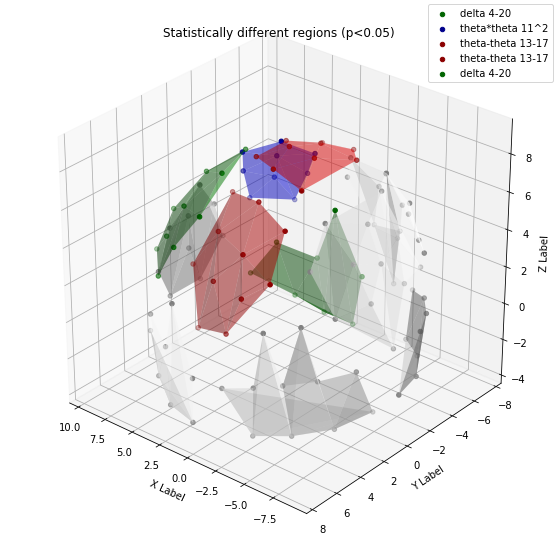 Statistically different regions (p<0.05)
delta 4-20
theta*theta 11^2
theta-theta 13-17
theta-theta 13-17
delta 4-20
8
6
4
2
0
−2
−4
Z Label
10.0
7.5
5.0
2.5
0.0
−2.5
−5.0
−7.5
X Label
8
6
4
2
0
−2
−4
−6
−8
Y Label